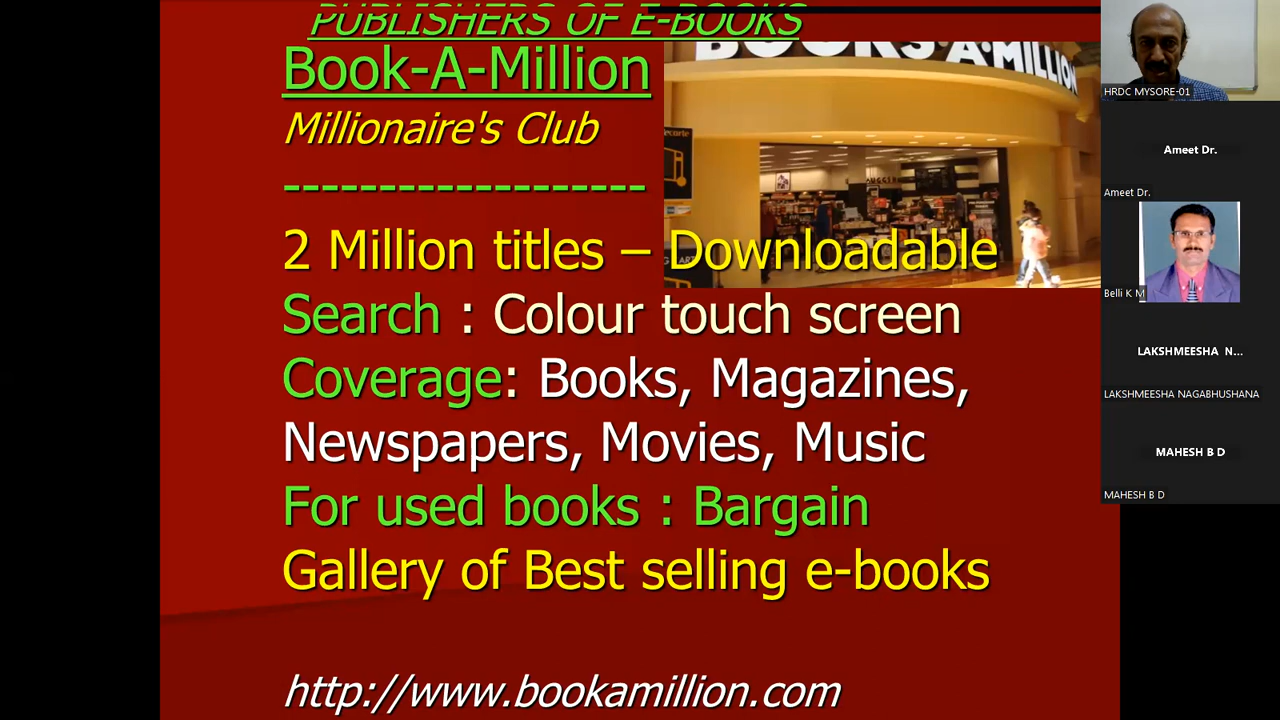 PUBLISHERS OF E-BOOKS
Book-A-Million
BOOKS·A·MILLION
Millionaire's Club
-------------------
2 Million titles – Downloadable
Search : Colour touch screen
Coverage: Books, Magazines,
Newspapers, Movies, Music
For used books : Bargain
Gallery of Best selling e-books
http://www.bookamillion.com
HRDC MYSORE-01
Ameet Dr.
Ameet Dr.
Belli K M
LAKSHMEESHA N...
LAKSHMEESHA NAGABHUSHANA
MAHESH B D
MAHESH B D